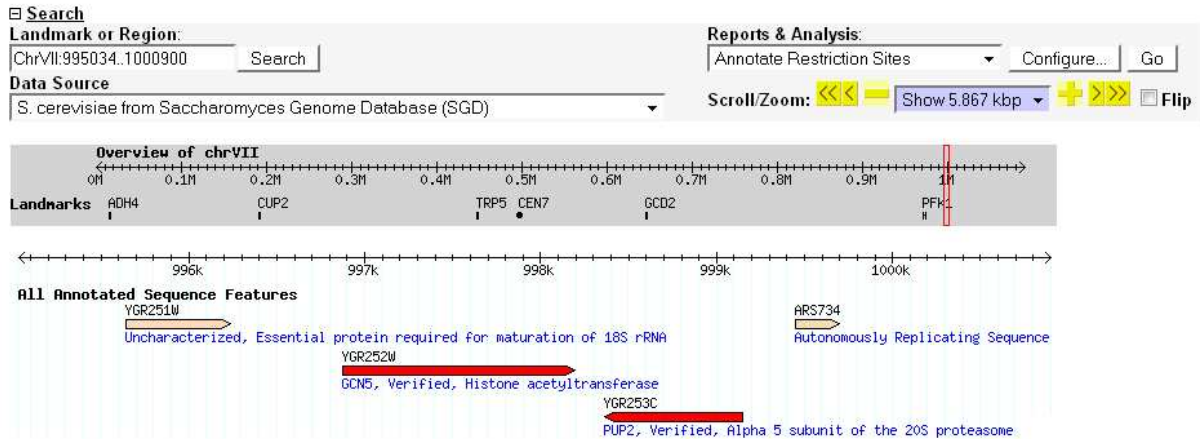 Search
Landmark or Region:
Reports & Analysis:
ChrVII:995034..1000900 Search
Annotate Restriction Sites Configure... Go
Data Source
S. cerevisiae from Saccharomyces Genome Database (SGD)
Scroll/Zoom: << < Show 5.867 kbp > >> Flip
Overview of chrVII
0M 0.1M 0.2M 0.3M 0.4M 0.5M 0.6M 0.7M 0.8M 0.9M 1M
Landmarks ADH4 CUP2 TRP5 CEN7 GCD2 PFK1
996k 997k 998k 999k 1000k
All Annotated Sequence Features
YGR251W ARS734
Uncharacterized, Essential protein required for maturation of 18S rRNA Autonomously Replicating Sequence
YGR252W
GCN5, Verified, Histone acetyltransferase
YGR253C
PUP2, Verified, Alpha 5 subunit of the 20S proteasome